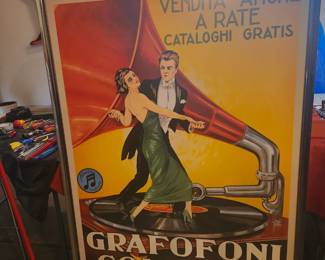 VENDITA ANCHE
A RATE
CATALOGHI GRATIS
GRAFOFONI